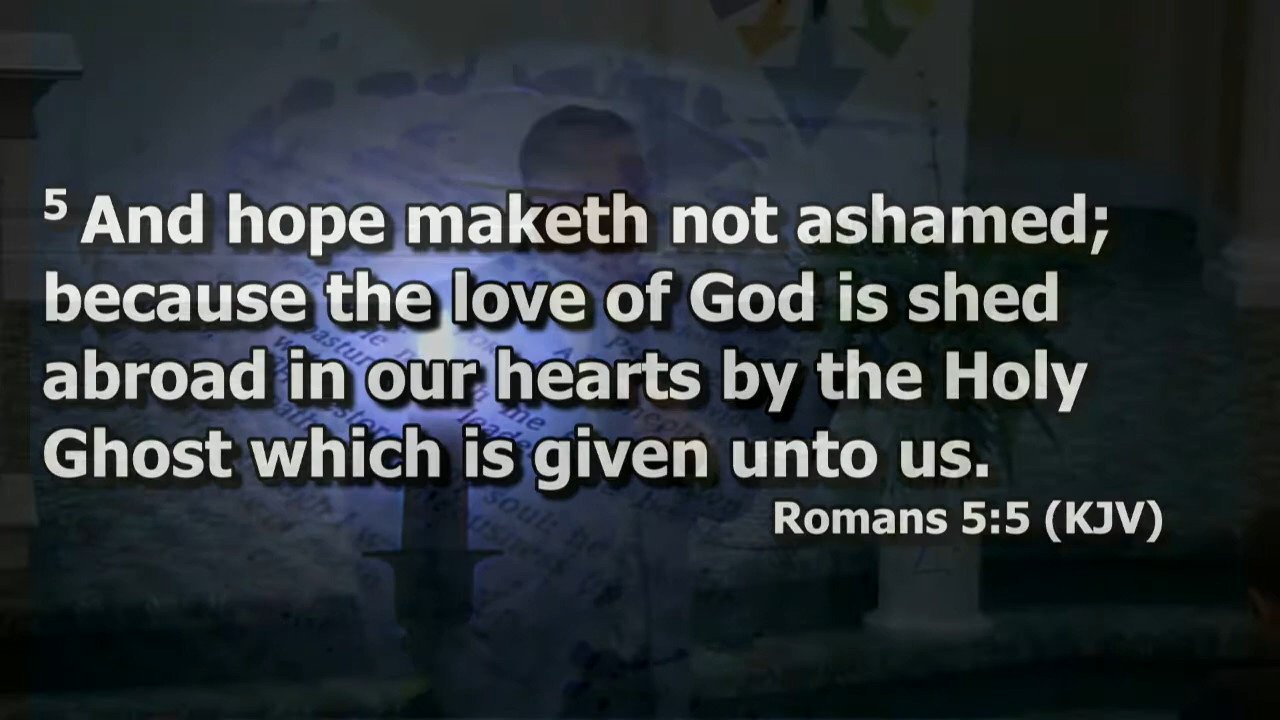 5 And hope maketh not ashamed;
because the love of God is shed
abroad in our hearts by the Holy
Ghost which is given unto us.
Romans 5:5 (KJV)